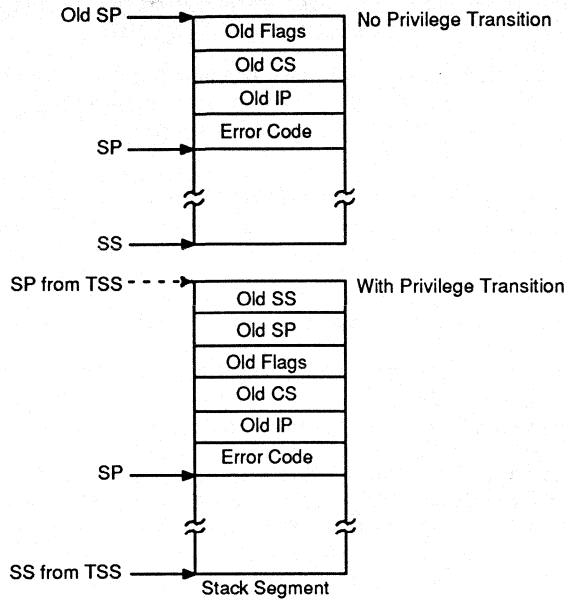 Old SP
No Privilege Transition
Old Flags
Old CS
Old IP
Error Code
SP
SS
SP from TSS
With Privilege Transition
Old SS
Old SP
Old Flags
Old CS
Old IP
Error Code
SP
SS from TSS
Stack Segment